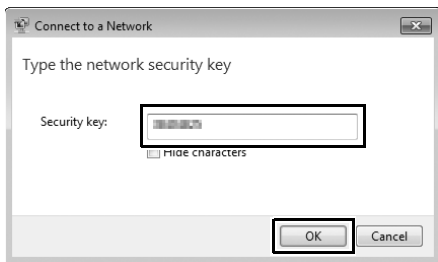 Connect to a Network
Type the network security key
Security key:
Hide characters
OK Cancel